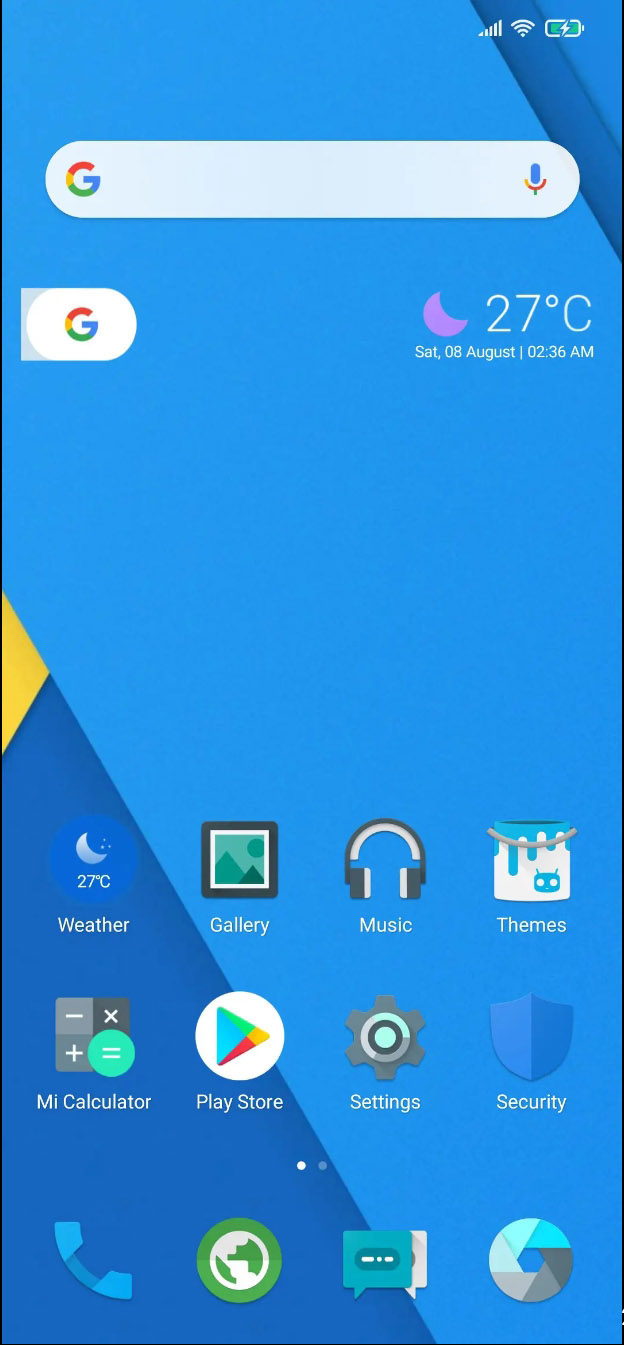 27°C
Sat, 08 August | 02:36 AM
27°C
Weather
Gallery
Music
Themes
Mi Calculator
Play Store
Settings
Security